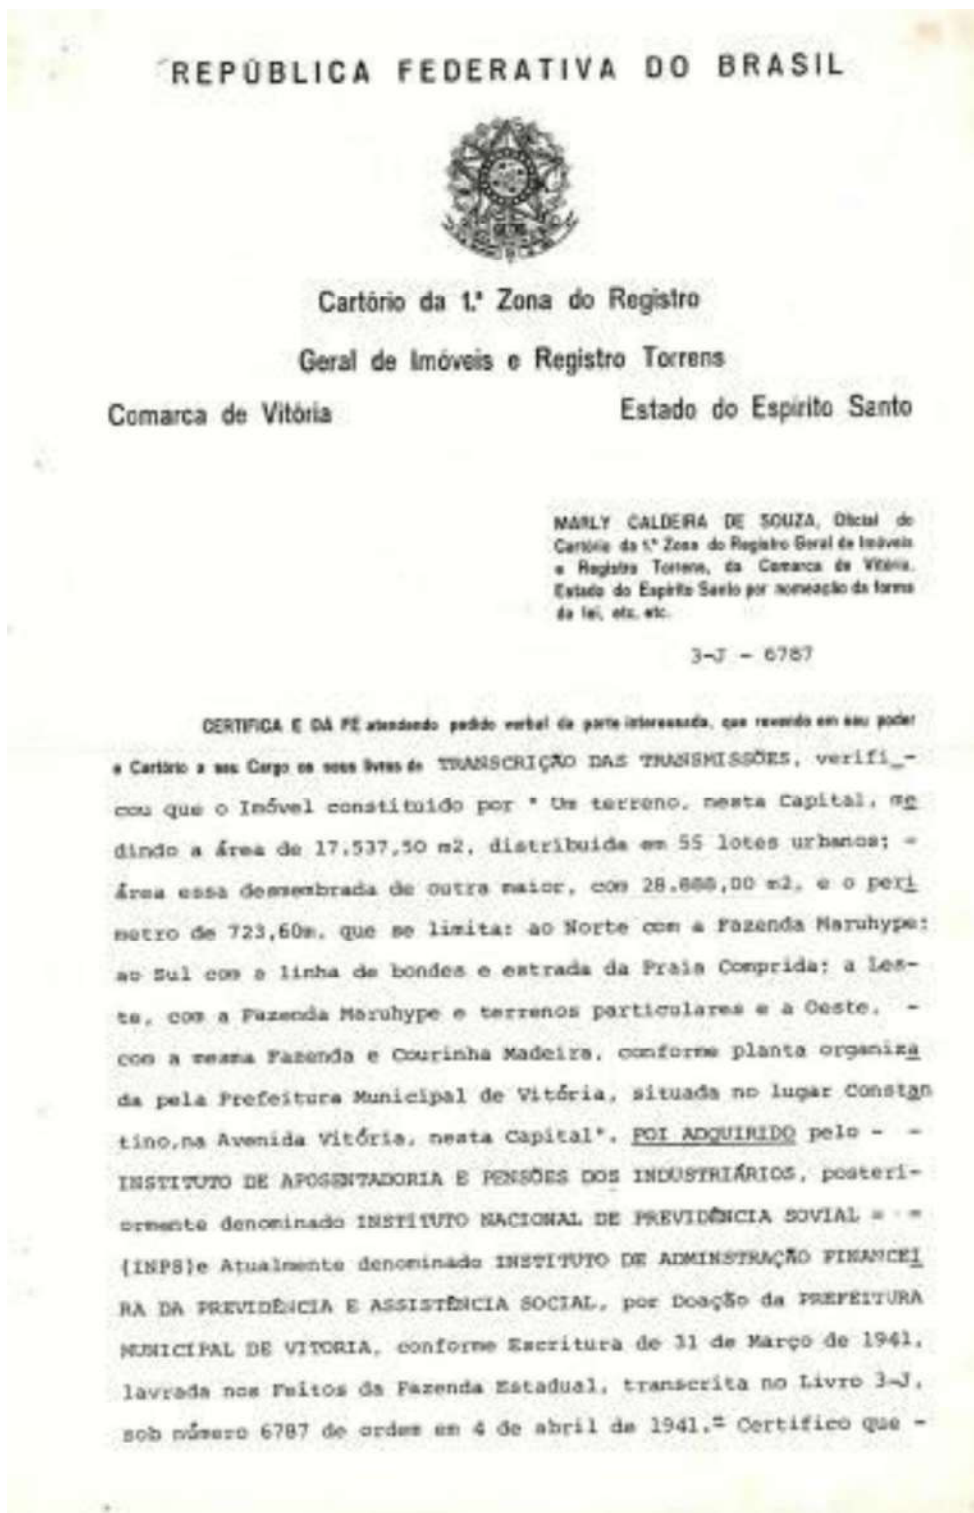 REPÚBLICA FEDERATIVA DO BRASIL
Cartório da 1.ª Zona do Registro
Geral de Imóveis e Registro Torrens
Comarca de Vitória
Estado do Espírito Santo
MARLY CALDEIRA DE SOUZA, Oficial do
Cartório da 1.ª Zona do Registro Geral de Imóveis
e Registro Torrens, da Comarca de Vitória,
Estado do Espírito Santo por nomeação da forma
da lei, etc. etc.
3-J - 6787
CERTIFICA E DÁ FÉ atendendo pedido verbal da parte interessada, que revendo em seu poder
e Cartório a seu Cargo os seus livros de TRANSCRIÇÃO DAS TRANSMISSÕES, verifi_-
cou que o Imóvel constituido por " Um terreno, nesta Capital, me
dindo a área de 17.537,50 m2, distribuida em 55 lotes urbanos; -
Área essa desmembrada de outra maior, com m2, e o peri
metro de 723,60m, que se limita: ao Norte com a Fazenda Maruhype;
ao Sul com a linha de bondes e estrada da Praia Comprida; a Les-
te, com a Fazenda Maruhype e terrenos particulares e a Oeste, -
com a mesma Fazenda e Courinha Madeira, conforme planta organiza
da pela Prefeitura Municipal de Vitória, situada no lugar Constan
tino,na Avenida Vitória, nesta Capital", FOI ADQUIRIDO pelo - -
INSTITUTO DE APOSENTADORIA E PENSÕES DOS INDUSTRIÁRIOS, posteri-
ormente denominado INSTITUTO NACIONAL DE PREVIDÊNCIA SOVIAL = =
(INPS)e Atualmente denominado INSTITUTO DE ADMINSTRAÇÃO FINANCEI
RA DA PREVIDÊNCIA E ASSISTÊNCIA SOCIAL, por Doação da PREFEITURA
MUNICIPAL DE VITORIA, conforme Escritura de 31 de Março de 1941,
lavrada nos Feitos da Fazenda Estadual, transcrita no Livro 3-J,
sob número 6787 de ordem em 4 de abril de 1941.= Certifico que -